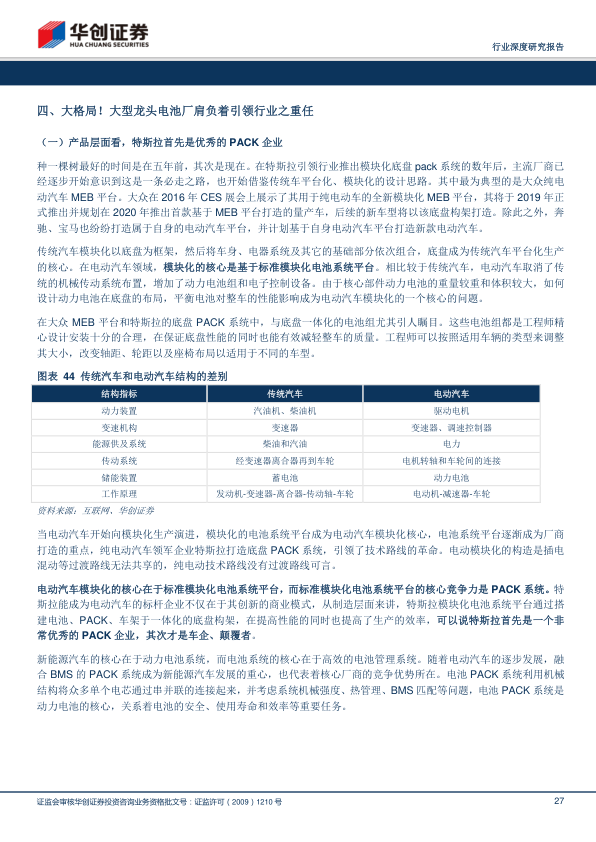 华创证券
HUA CHUANG SECURITIES
行业深度研究报告
四、大格局！大型龙头电池厂肩负着引领行业之重任
（一）产品层面看，特斯拉首先是优秀的 PACK 企业
种一棵树最好的时间是在五年前，其次是现在。在特斯拉引领行业推出模块化底盘 pack 系统的数年后，主流厂商已
经逐步开始意识到这是一条必走之路，也开始借鉴传统车平台化、模块化的设计思路。其中最为典型的是大众纯电
动汽车 MEB 平台。大众在 2016 年 CES 展会上展示了其用于纯电动车的全新模块化 MEB 平台，其将于 2019 年正
式推出并规划在 2020 年推出首款基于 MEB 平台打造的量产车，后续的新车型将以该底盘构架打造。除此之外，奔
驰、宝马也纷纷打造属于自身的电动汽车平台，并计划基于自身电动汽车平台打造新款电动车。
传统汽车模块化以底盘为框架，然后将车身、电器系统及其它的基础部分依次组合，底盘成为传统汽车平台化生产
的核心。在电动汽车领域，模块化的核心是基于标准模块化电池系统平台。相比较于传统汽车，电动汽车取消了传
统的机械传动系统布置，增加了动力电池组和电子控制设备。由于核心部件动力电池的重量较重和体积较大，如何
设计动力电池在底盘的布局，平衡电池对整车的性能影响成为电动汽车模块化的一个核心的问题。
在大众 MEB 平台和特斯拉的底盘 PACK 系统中，与底盘一体化的电池组尤其引人瞩目。这些电池组都是工程师精
心设计安装十分的合理，在保证底盘性能的同时也能有效减轻整车的质量。工程师可以按照适用车辆的类型来调整
其大小，改变轴距、轮距以及座椅布局以适用于不同的车型。
图表 44 传统汽车和电动汽车结构的差别
结构指标 传统汽车 电动汽车
动力装置 汽油机、柴油机 驱动电机
变速机构 变速器 变速器、调速控制器
能源供及系统 柴油和汽油 电力
传动系统 经变速器离合器再到车轮 电机转轴和车轮间的连接
储能装置 蓄电池 动力电池
工作原理 发动机-变速器-离合器-传动轴-车轮 电动机-减速器-车轮
资料来源：互联网、华创证券
当电动汽车开始向模块化生产演进，模块化的电池系统平台成为电动汽车模块化核心，电池系统平台逐渐成为厂商
打造的重点，纯电动车领军企业特斯拉打造底盘 PACK 系统，引领了技术路线的革命。电动模块化的构造是插电
混动等过渡路线无法共享的，纯电动技术路线没有过渡路线可言。
电动汽车模块化的核心在于标准模块化电池系统平台，而标准模块化电池系统平台的核心竞争力是 PACK 系统。特
斯拉能成为电动汽车的标杆企业不仅在于其创新的商业模式，从制造层面来讲，特斯拉模块化电池系统平台通过搭
建电池、PACK、车架于一体化的底盘构架，在提高性能的同时也提高了生产的效率，可以说特斯拉首先是一个非
常优秀的 PACK 企业，其次才是车企、颠覆者。
新能源汽车的核心在于动力电池系统，而电池系统的核心在于高效的电池管理系统。随着电动汽车的逐步发展，融
合 BMS 的 PACK 系统成为新能源汽车发展的重心，也代表着核心厂商的竞争优势所在。电池 PACK 系统利用机械
结构将众多单个电芯通过串并联的连接起来，并考虑系统机械强度、热管理、BMS 匹配等问题，电池 PACK 系统是
动力电池的核心，关系着电池的安全、使用寿命和效率等重要任务。
证监会审核华创证券投资咨询业务资格批文号：证监许可（2009）1210 号
27